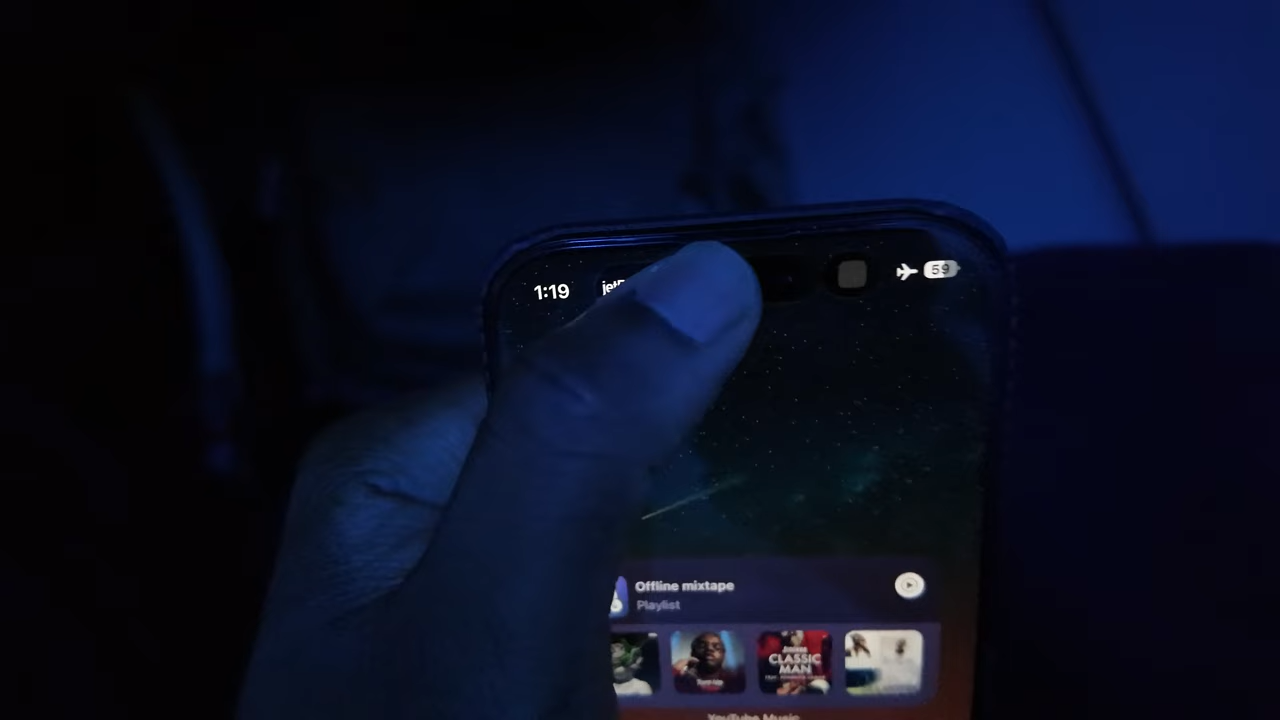 1:19
59
Offline mixtape
Playlist
CLASSIC
MAN
YouTube Music